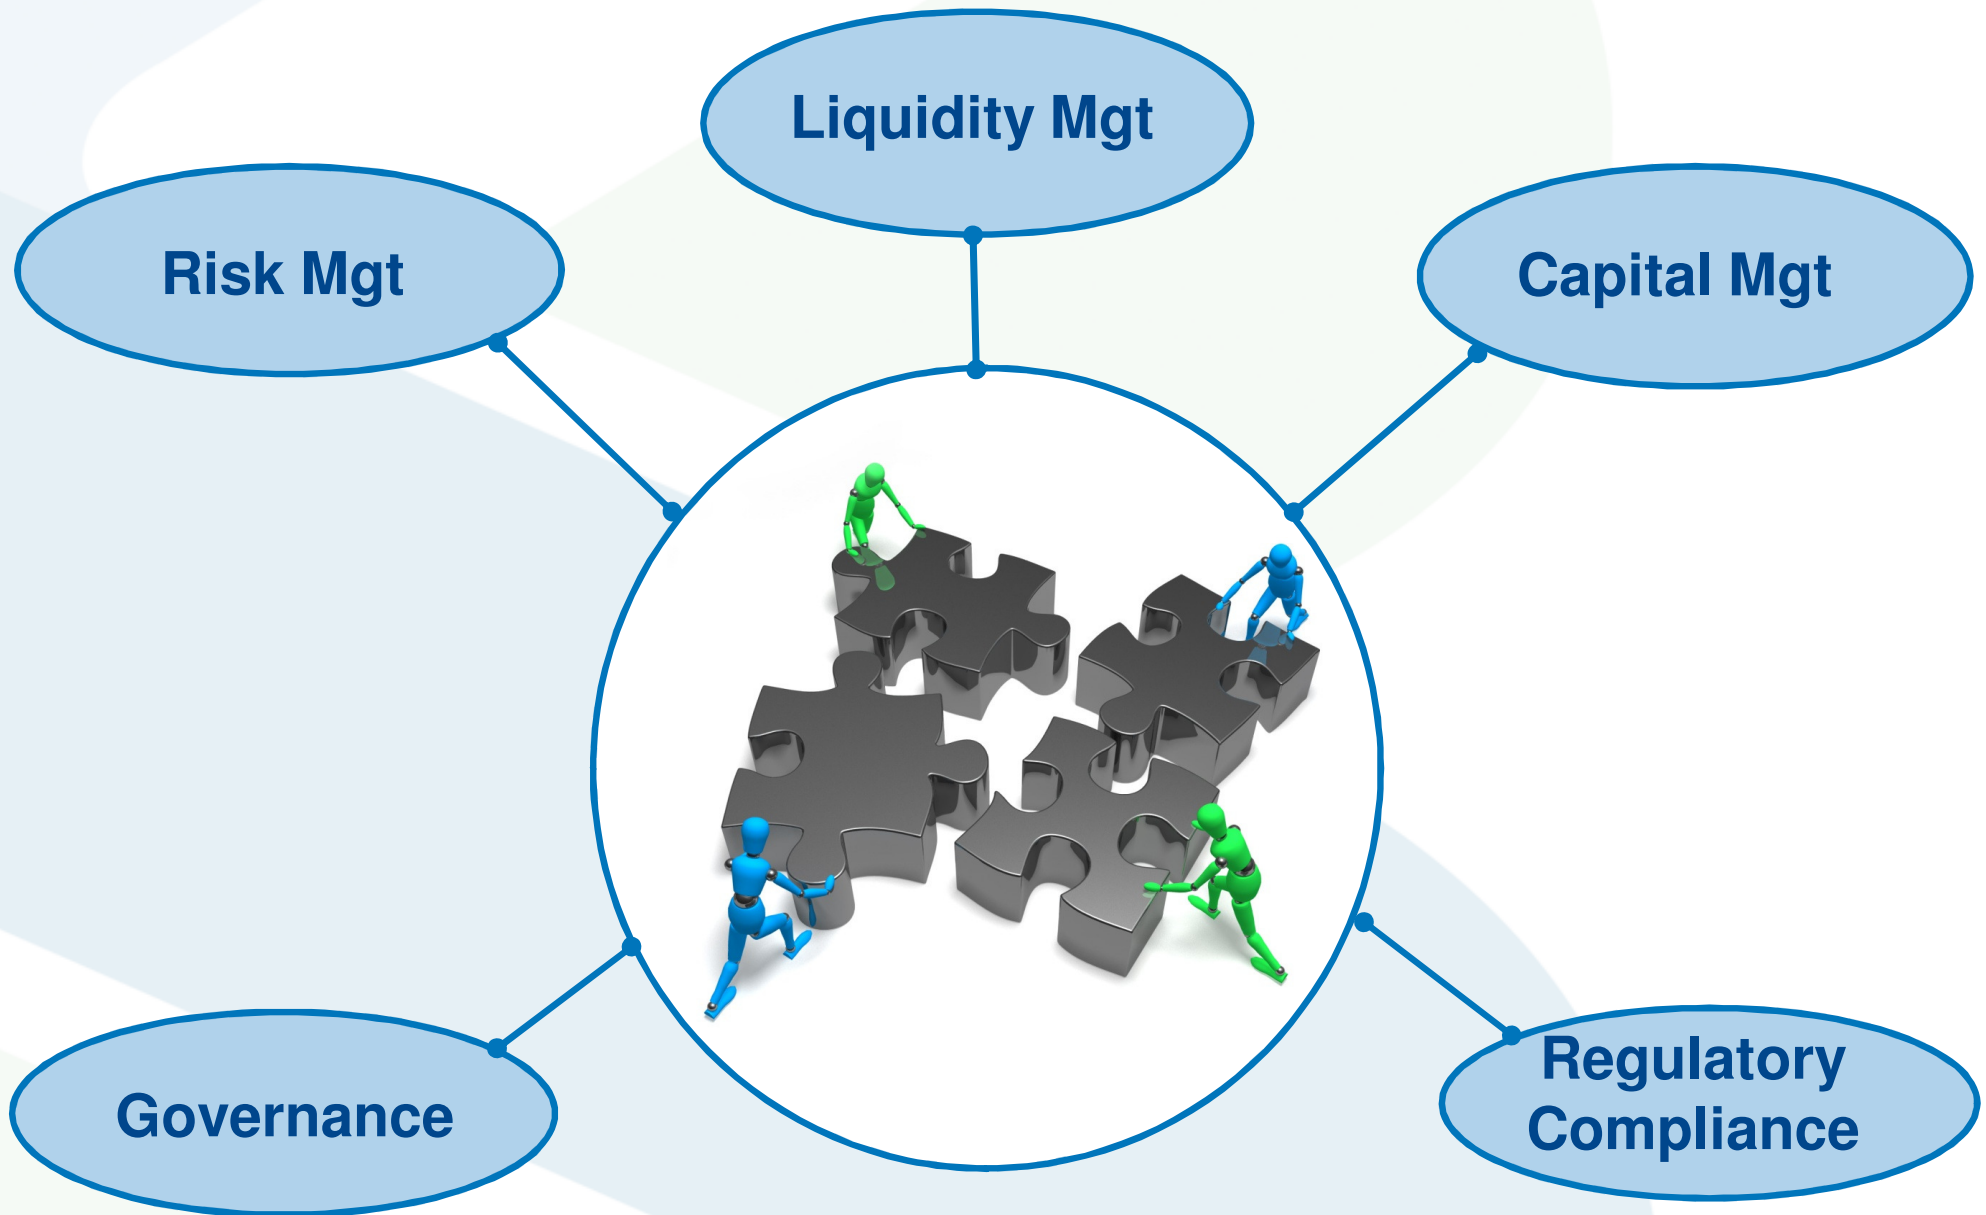 Liquidity Mgt
Risk Mgt
Capital Mgt
Governance
Regulatory
Compliance